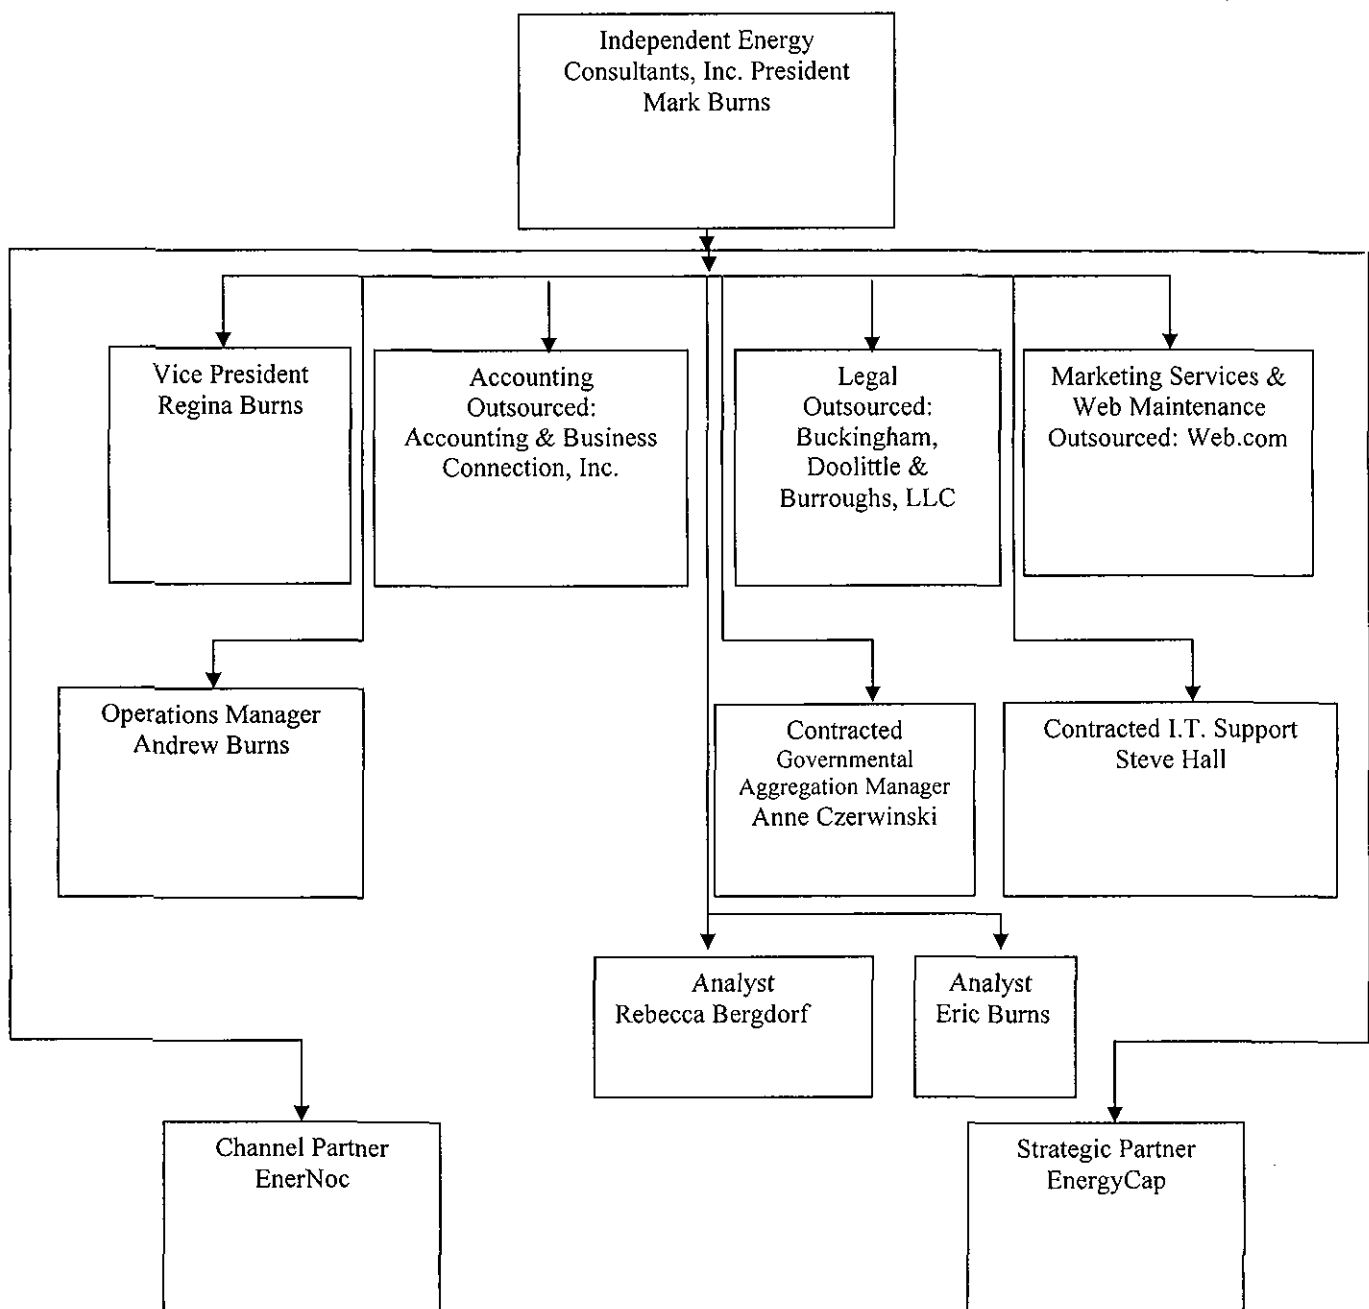 Independent Energy
Consultants, Inc. President
Mark Burns
Vice President
Regina Burns
Accounting
Outsourced:
Accounting & Business
Connection, Inc.
Legal
Outsourced:
Buckingham,
Doolittle &
Burroughs, LLC
Marketing Services &
Web Maintenance
Outsourced: Web.com
Operations Manager
Andrew Burns
Contracted
Governmental
Aggregation Manager
Anne Czerwinski
Contracted I.T. Support
Steve Hall
Analyst
Rebecca Bergdorf
Analyst
Eric Burns
Channel Partner
EnerNoc
Strategic Partner
EnergyCap